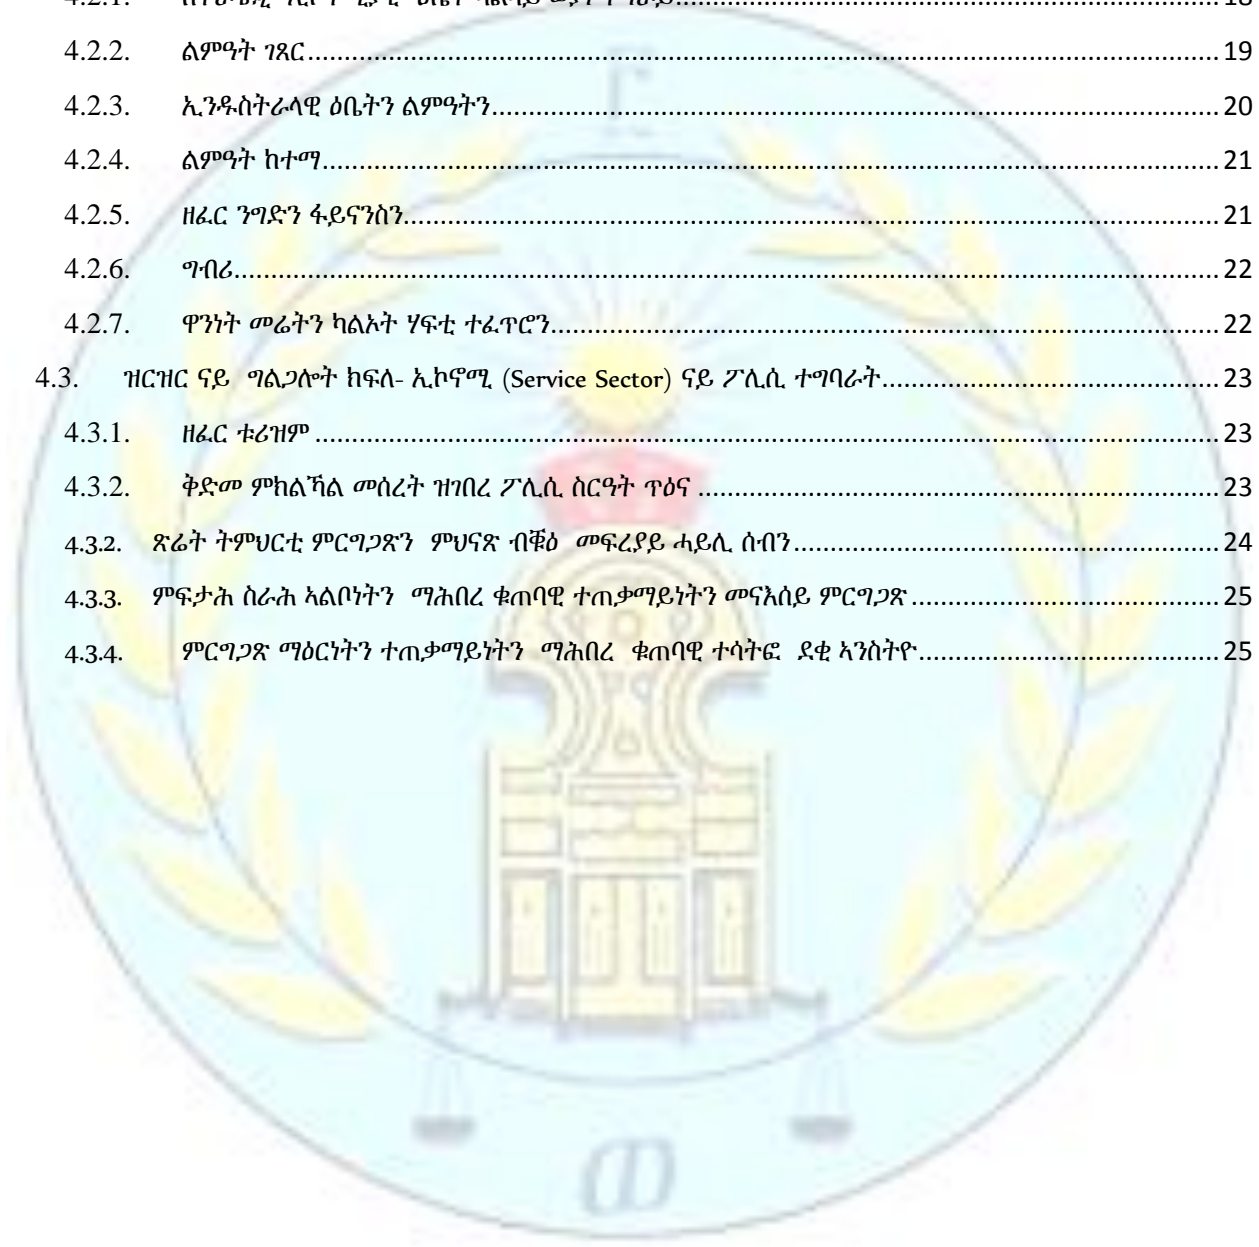 4.2.2. ልምዓት ገጸር ... 19
4.2.3. ኢንዱስትራላዊ ዕቤትን ልምዓትን ... 20
4.2.4. ልምዓት ከተማ ... 21
4.2.5. ዘፈር ንግድን ፋይናንስን ... 21
4.2.6. ግብሪ ... 22
4.2.7. ዋንነት መሬትን ካልኦት ሃፍቲ ተፈጥሮን ... 22
4.3. ዝርዝር ናይ ግልጋሎት ክፍለ- ኢኮኖሚ (Service Sector) ናይ ፖሊሲ ተግባራት ... 23
4.3.1. ዘፈር ቱሪዝም ... 23
4.3.2. ቅድመ ምክልኻል መሰረት ዝገበረ ፖሊሲ ስርዓት ጥዕና ... 23
4.3.2. ጽሬት ትምህርቲ ምርግጋጽን ምህናጽ ብቹዕ መፍረያይ ሓይሊ ሰብን ... 24
4.3.3. ምፍታሕ ስራሕ ኣልቦነትን ማሕበረ ቁጠባዊ ተጠቃማይነትን መናእሰይ ምርግጋጽ ... 25
4.3.4. ምርግጋጽ ማዕርነትን ተጠቃማይነትን ማሕበረ ቁጠባዊ ተሳትፎ ደቂ ኣንስትዮ ... 25